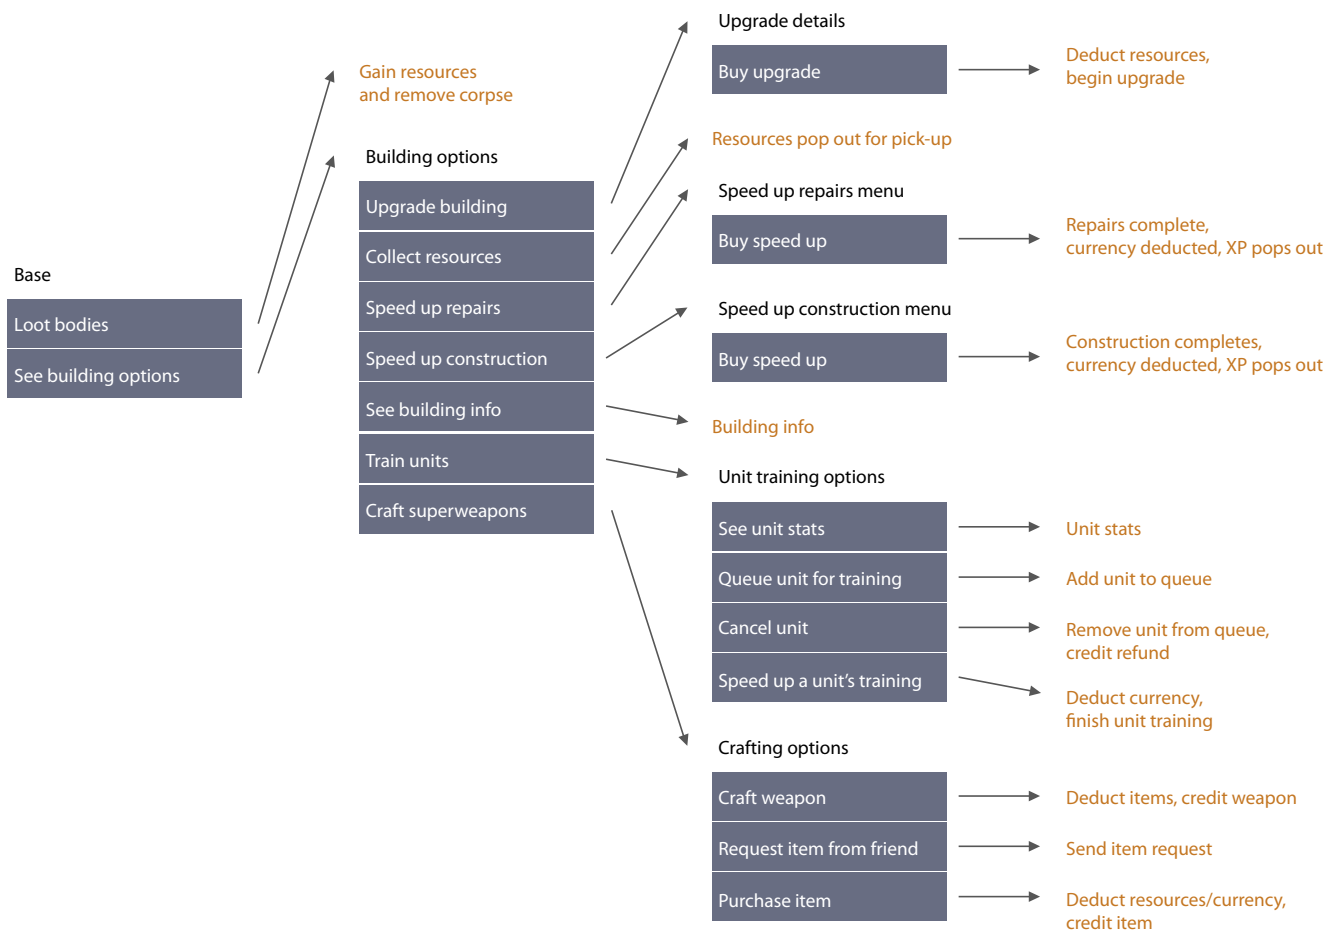 Base
Loot bodies
See building options
Gain resources
and remove corpse
Building options
Upgrade building
Collect resources
Speed up repairs
Speed up construction
See building info
Train units
Craft superweapons
Upgrade details
Buy upgrade
Deduct resources,
begin upgrade
Resources pop out for pick-up
Speed up repairs menu
Buy speed up
Repairs complete,
currency deducted, XP pops out
Speed up construction menu
Buy speed up
Construction completes,
currency deducted, XP pops out
Building info
Unit training options
See unit stats
Unit stats
Queue unit for training
Add unit to queue
Cancel unit
Remove unit from queue,
credit refund
Speed up a unit’s training
Deduct currency,
finish unit training
Crafting options
Craft weapon
Deduct items, credit weapon
Request item from friend
Send item request
Purchase item
Deduct resources/currency,
credit item